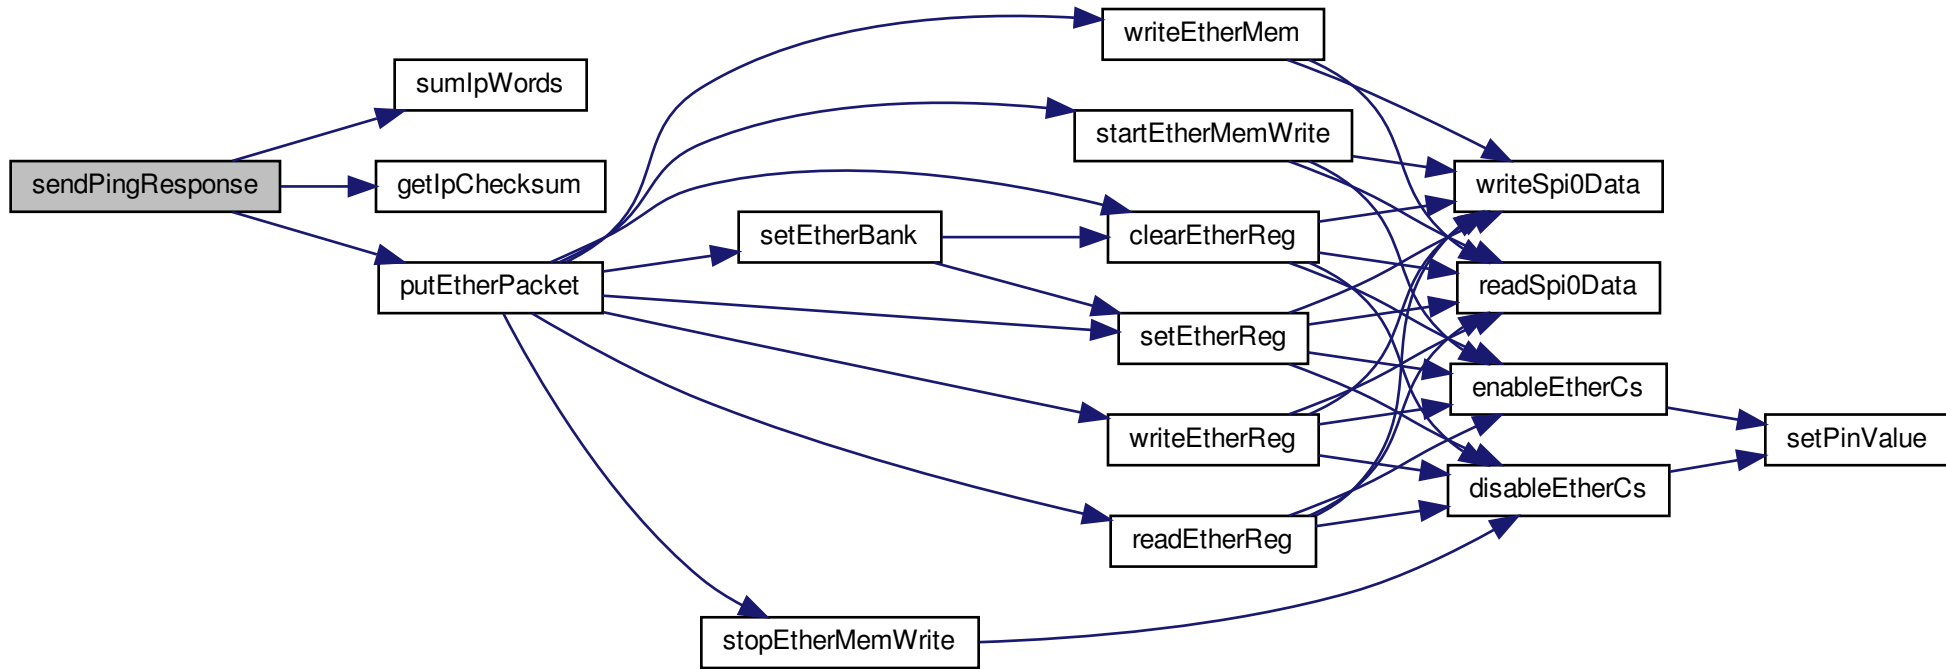 sendPingResponse
sumIpWords
getIpChecksum
putEtherPacket
setEtherBank
stopEtherMemWrite
writeEtherMem
startEtherMemWrite
clearEtherReg
setEtherReg
writeEtherReg
readEtherReg
writeSpi0Data
readSpi0Data
enableEtherCs
disableEtherCs
setPinValue